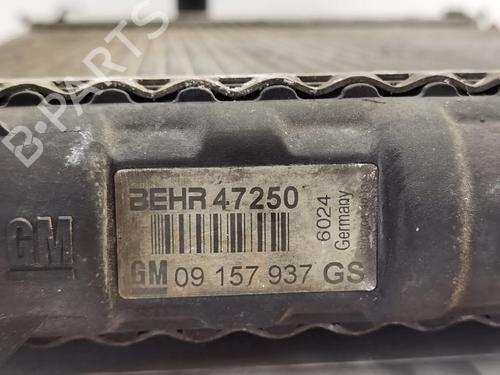 B-PARTS
GM
BEHR 47250
6024
Germany
GM 09 157 937 GS